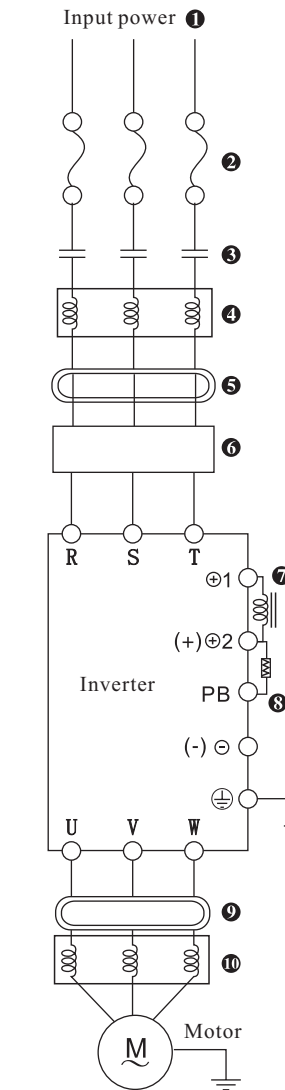 Input power ❶
❷
❸
❹
❺
❻
R S T
⊕1 ❼
(+)⊕2
Inverter
PB ❽
(-) ⊖
U V W
❾
❿
Motor
M
~